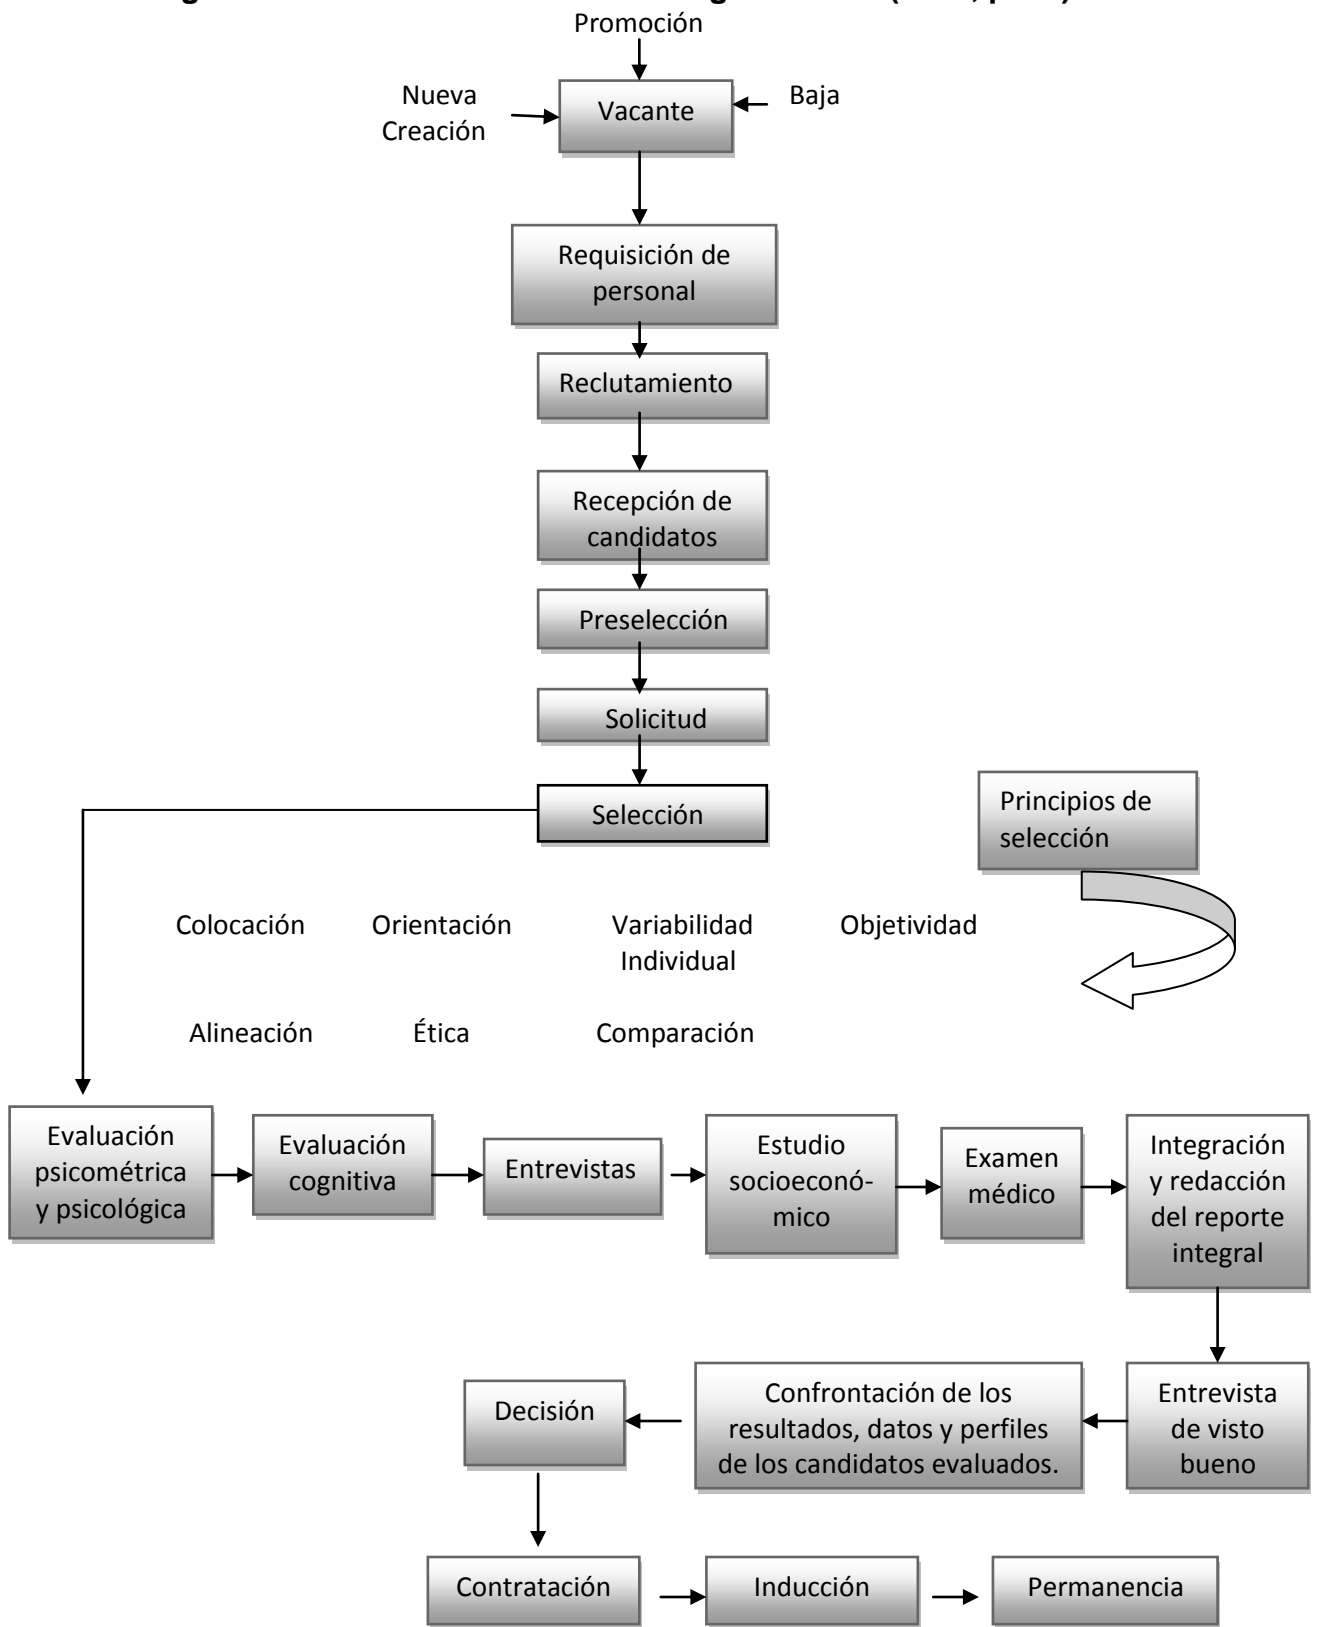 Promoción
Nueva
Creación
Vacante
Baja
Requisición de
personal
Reclutamiento
Recepción de
candidatos
Preselección
Solicitud
Selección
Principios de
selección
Colocación
Orientación
Variabilidad
Individual
Objetividad
Alineación
Ética
Comparación
Evaluación
psicométrica
y psicológica
Evaluación
cognitiva
Entrevistas
Estudio
socioeconó-
mico
Examen
médico
Integración
y redacción
del reporte
integral
Entrevista
de visto
bueno
Confrontación de los
resultados, datos y perfiles
de los candidatos evaluados.
Decisión
Contratación
Inducción
Permanencia